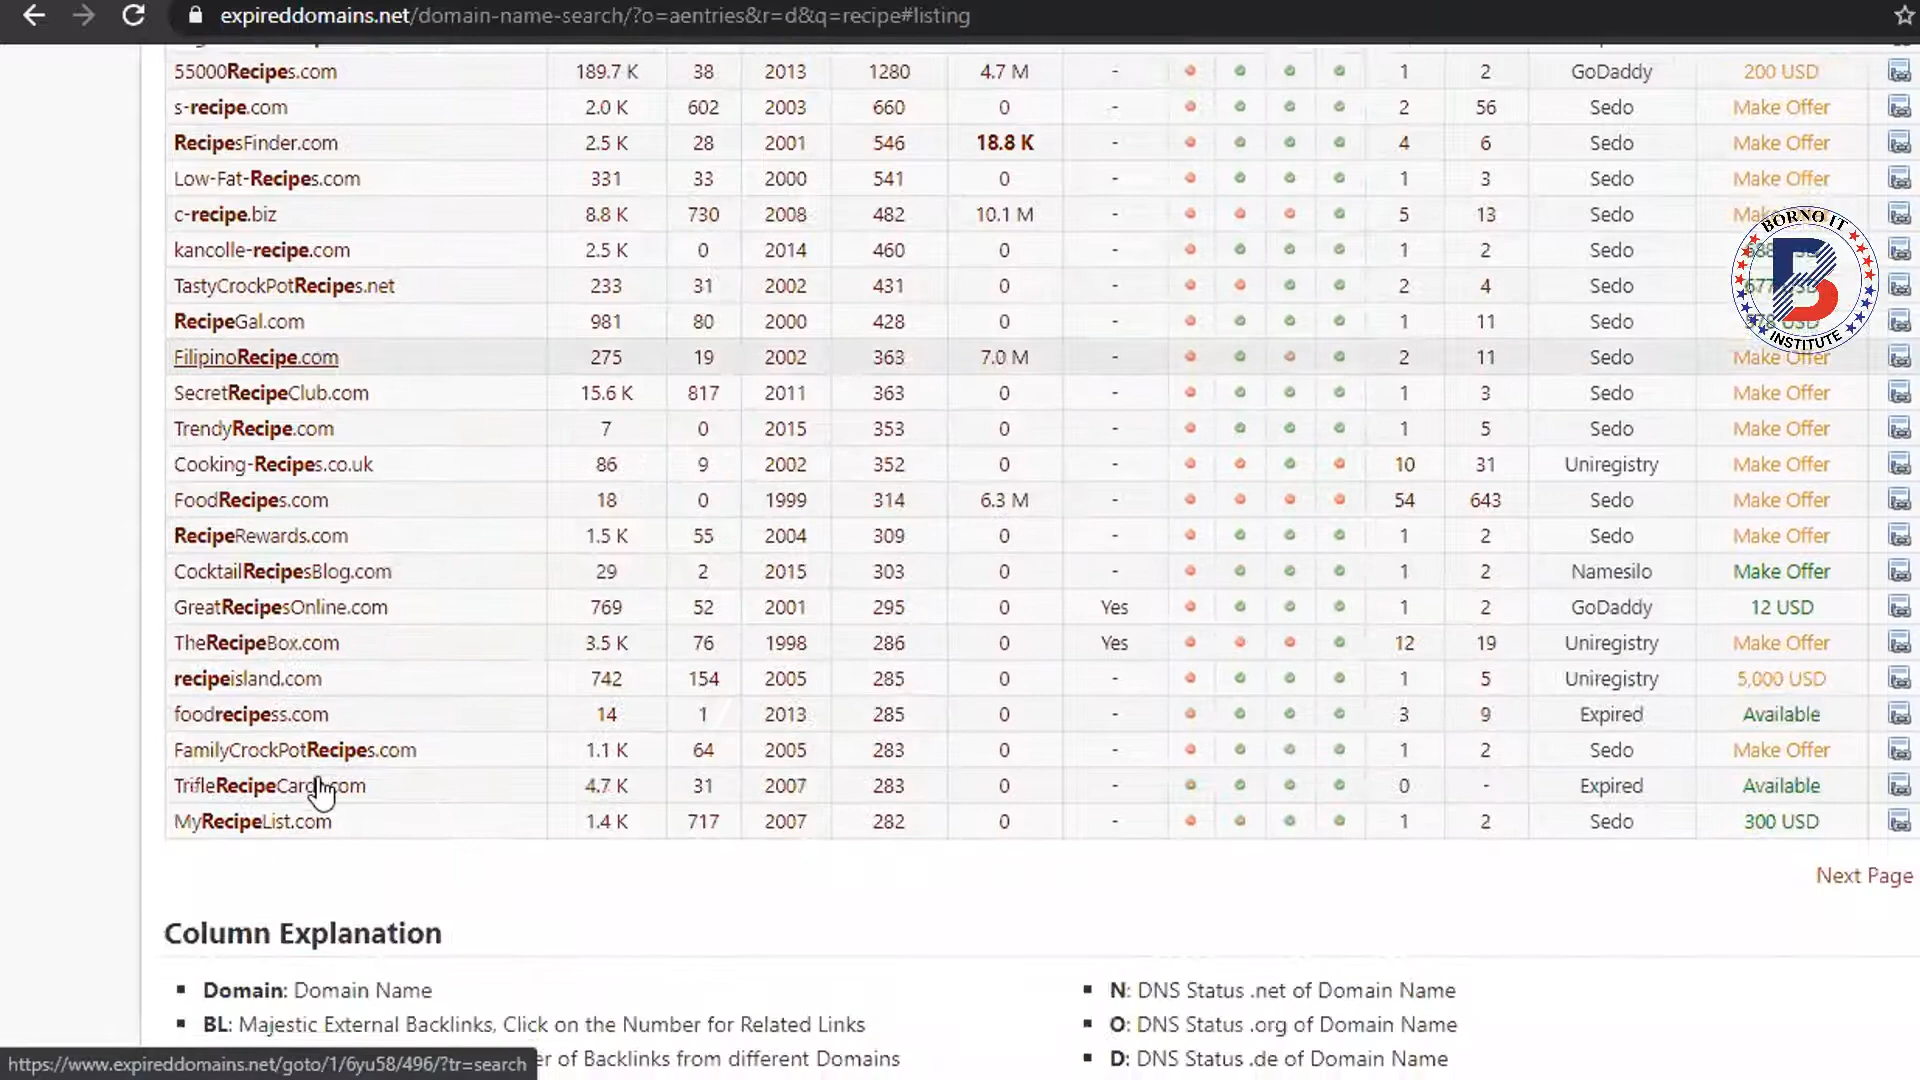 expireddomains.net/domain-name-search/?o=aentries&r=d&q=recipe#listing
55000Recipes.com 189.7 K 38 2013 1280 4.7 M - 1 2 GoDaddy 200 USD
s-recipe.com 2.0 K 602 2003 660 0 - 2 56 Sedo Make Offer
RecipesFinder.com 2.5 K 28 2001 546 18.8 K - 4 6 Sedo Make Offer
Low-Fat-Recipes.com 331 33 2000 541 0 - 1 3 Sedo Make Offer
c-recipe.biz 8.8 K 730 2008 482 10.1 M - 5 13 Sedo
kancolle-recipe.com 2.5 K 0 2014 460 0 - 1 2 Sedo
TastyCrockPotRecipes.net 233 31 2002 431 0 - 2 4 Sedo
RecipeGal.com 981 80 2000 428 0 - 1 11 Sedo
FilipinoRecipe.com 275 19 2002 363 7.0 M - 2 11 Sedo Make Offer
SecretRecipeClub.com 15.6 K 817 2011 363 0 - 1 3 Sedo Make Offer
TrendyRecipe.com 7 0 2015 353 0 - 1 5 Sedo Make Offer
Cooking-Recipes.co.uk 86 9 2002 352 0 - 10 31 Uniregistry Make Offer
FoodRecipes.com 18 0 1999 314 6.3 M - 54 643 Sedo Make Offer
RecipeRewards.com 1.5 K 55 2004 309 0 - 1 2 Sedo Make Offer
CocktailRecipesBlog.com 29 2 2015 303 0 - 1 2 Namesilo Make Offer
GreatRecipesOnline.com 769 52 2001 295 0 Yes 1 2 GoDaddy 12 USD
TheRecipeBox.com 3.5 K 76 1998 286 0 Yes 12 19 Uniregistry Make Offer
recipeisland.com 742 154 2005 285 0 - 1 5 Uniregistry 5,000 USD
foodrecipess.com 14 1 2013 285 0 - 3 9 Expired Available
FamilyCrockPotRecipes.com 1.1 K 64 2005 283 0 - 1 2 Sedo Make Offer
4.7 K 31 2007 283 0 - 0 - Expired Available
MyRecipeList.com 1.4 K 717 2007 282 0 - 1 2 Sedo 300 USD
BORNO IT
B
INSTITUTE
Next Page
Column Explanation
Domain: Domain Name
BL: Majestic External Backlinks, Click on the Number for Related Links
er of Backlinks from different Domains
N: DNS Status .net of Domain Name
O: DNS Status .org of Domain Name
D: DNS Status .de of Domain Name
https://www.expireddomains.net/goto/1/6yu58/496/?tr=search